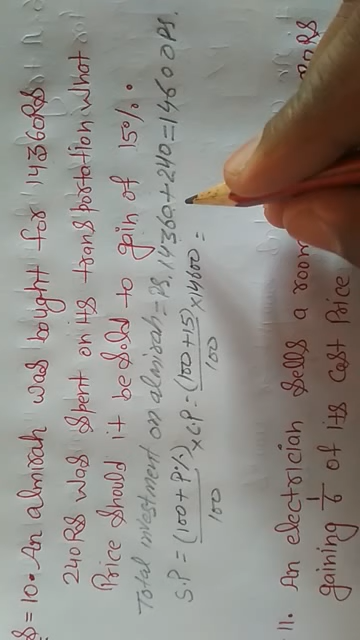 = 10. An almirah was bought for 14360RS
240RS was spent on its transportation what
Price should it be sold to gain of 15%.
Total investment on almirah = RS, 14360 + 240 = 14600 RS.
S.P = (100 + P%)/100 × C.P = (100 + 15)/100 × 14600 =
11. An electrician sells a room
gaining 1/6 of its cost price